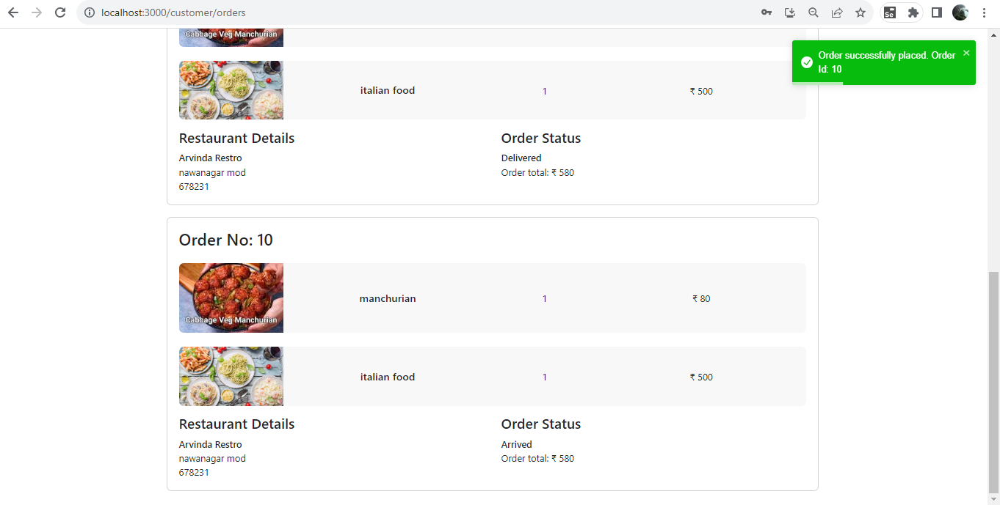 localhost:3000/customer/orders
Se
Cabbage Veg Manchurian
Order successfully placed. Order
Id: 10
italian food 1 ₹ 500
Restaurant Details Order Status
Arvinda Restro Delivered
nawanagar mod Order total: ₹ 580
678231
Order No: 10
manchurian 1 ₹ 80
Cabbage Veg Manchurian
italian food 1 ₹ 500
Restaurant Details Order Status
Arvinda Restro Arrived
nawanagar mod Order total: ₹ 580
678231